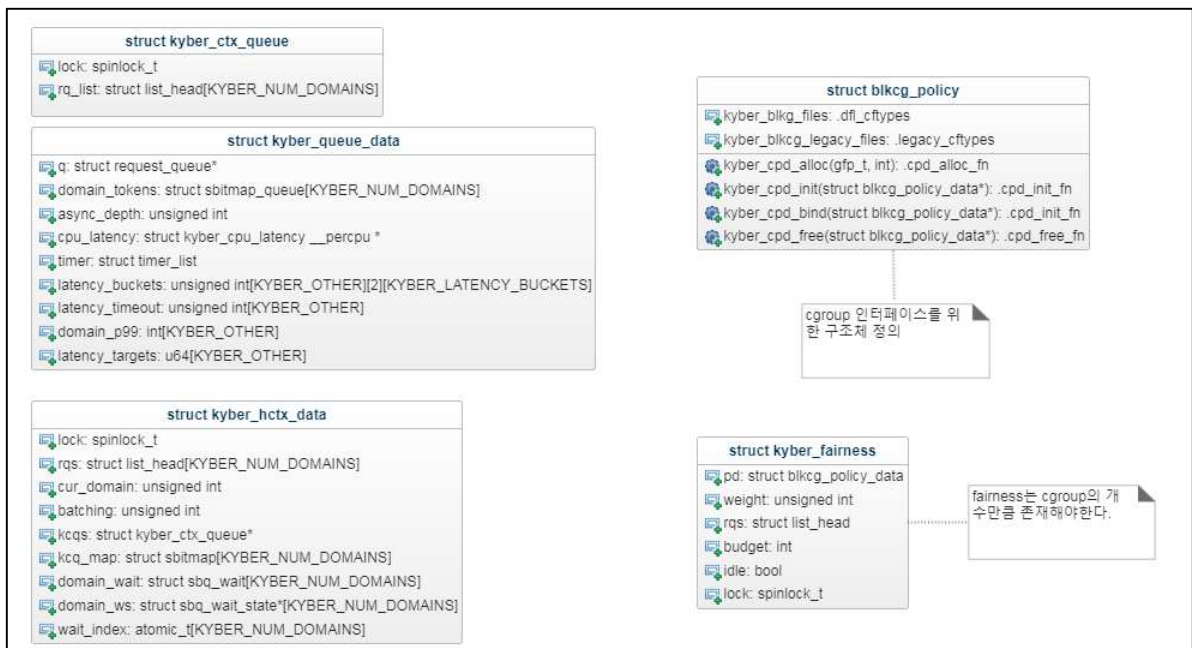 struct kyber_ctx_queue
lock: spinlock_t
rq_list: struct list_head[KYBER_NUM_DOMAINS]
struct kyber_queue_data
q: struct request_queue*
domain_tokens: struct sbitmap_queue[KYBER_NUM_DOMAINS]
async_depth: unsigned int
cpu_latency: struct kyber_cpu_latency __percpu *
timer: struct timer_list
latency_buckets: unsigned int[KYBER_OTHER][2][KYBER_LATENCY_BUCKETS]
latency_timeout: unsigned int[KYBER_OTHER]
domain_p99: int[KYBER_OTHER]
latency_targets: u64[KYBER_OTHER]
struct kyber_hctx_data
lock: spinlock_t
rqs: struct list_head[KYBER_NUM_DOMAINS]
cur_domain: unsigned int
batching: unsigned int
kcqs: struct kyber_ctx_queue*
kcq_map: struct sbitmap[KYBER_NUM_DOMAINS]
domain_wait: struct sbq_wait[KYBER_NUM_DOMAINS]
domain_ws: struct sbq_wait_state*[KYBER_NUM_DOMAINS]
wait_index: atomic_t[KYBER_NUM_DOMAINS]
struct blkcg_policy
kyber_blkg_files: .dfl_cftypes
kyber_blkcg_legacy_files: .legacy_cftypes
kyber_cpd_alloc(gfp_t, int): .cpd_alloc_fn
kyber_cpd_init(struct blkcg_policy_data*): .cpd_init_fn
kyber_cpd_bind(struct blkcg_policy_data*): .cpd_init_fn
kyber_cpd_free(struct blkcg_policy_data*): .cpd_free_fn
cgroup 인터페이스를 위
한 구조체 정의
struct kyber_fairness
pd: struct blkcg_policy_data
weight: unsigned int
rqs: struct list_head
budget: int
idle: bool
lock: spinlock_t
fairness는 cgroup의 개
수만큼 존재해야한다.